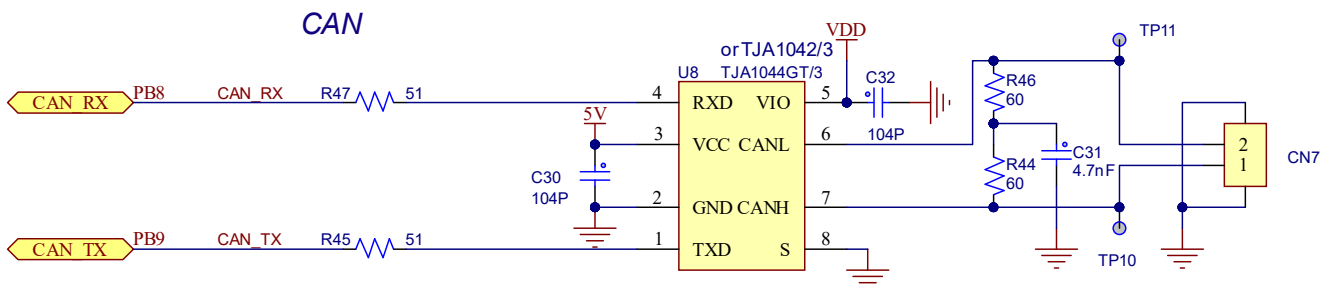 CAN
VDD
TP11
orTJA1042/3
U8 TJA1044GT/3
C32
R46
60
CAN_RX PB8 CAN_RX R47 51 4 RXD VIO 5
104P
5V
3 VCC CANL 6
2
1
CN7
C31
4.7nF
C30
104P
R44
60
2 GND CANH 7
CAN_TX PB9 CAN_TX R45 51 1 TXD S 8
TP10